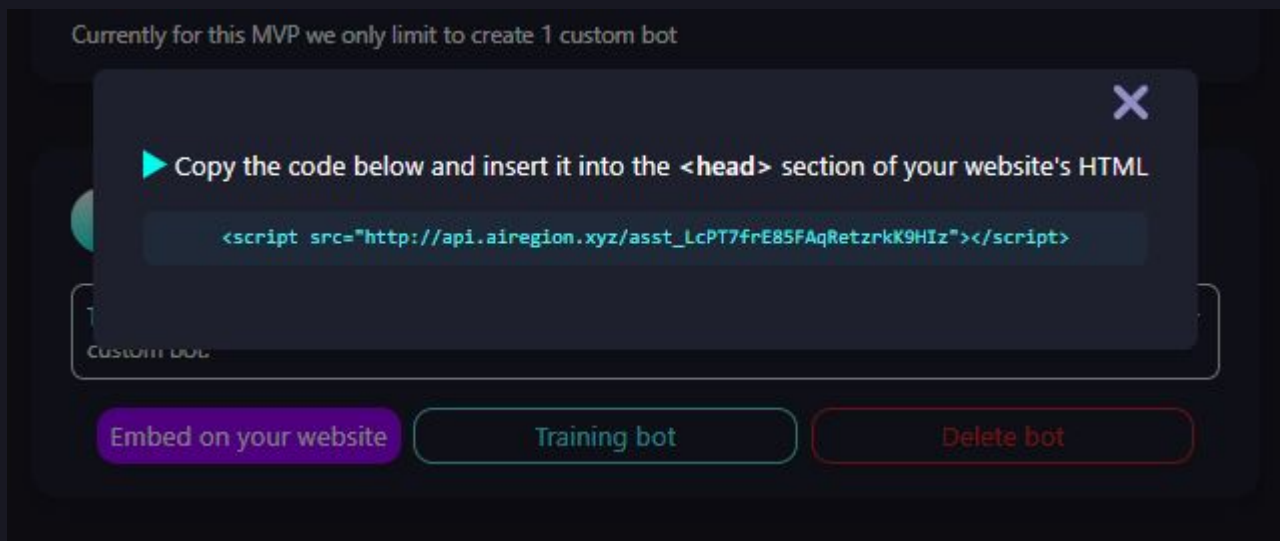 Currently for this MVP we only limit to create 1 custom bot
Copy the code below and insert it into the <head> section of your website's HTML
<script src="http://api.airegion.xyz/asst_LcPT7frE85FAqRetzrkK9HIz"></script>
custom bot.
Embed on your website
Training bot
Delete bot